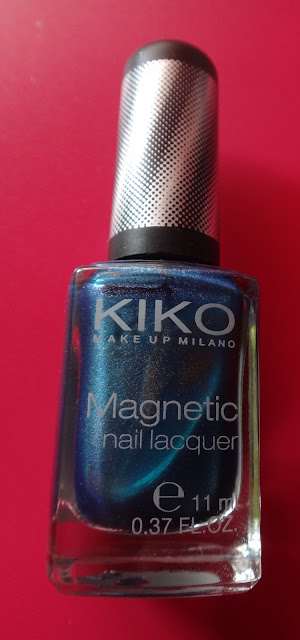 KIKO
MAKE UP MILANO
Magnetic
nail lacquer
℮ 11 ml
0.37 FL.OZ.